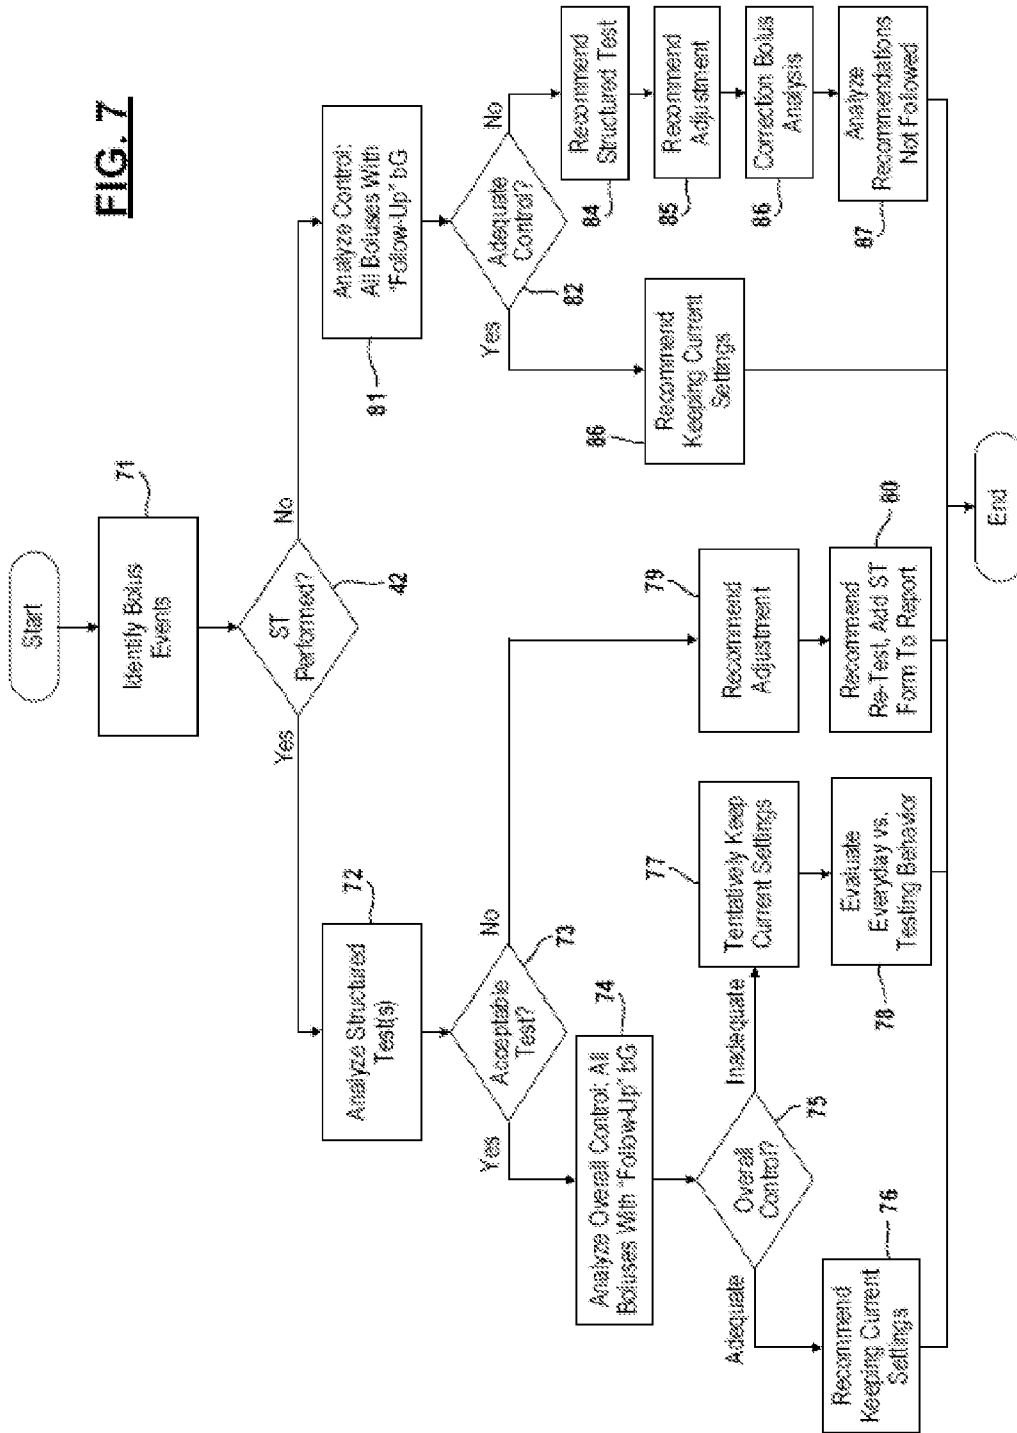 FIG. 7
Start
71
Identify Bolus
Events
ST
Performed?
42
Yes
No
72
Analyze Structured
Test(s)
Acceptable
Test?
73
Yes
No
74
Analyze Overall Control: All
Boluses With "Follow-Up" bG
Overall
Control?
75
Adequate
Inadequate
76
Recommend
Keeping Current
Settings
77
Tentatively Keep
Current Settings
78
Evaluate
Everyday vs.
Testing Behavior
79
Recommend
Adjustment
80
Recommend
Re-Test, Add ST
Form To Report
81
Analyze Control:
All Boluses With
"Follow-Up" bG
Adequate
Control?
82
Yes
No
86
Recommend
Keeping Current
Settings
84
Recommend
Structured Test
85
Recommend
Adjustment
86
Correction Bolus
Analysis
87
Analyze
Recommendations
Not Followed
End